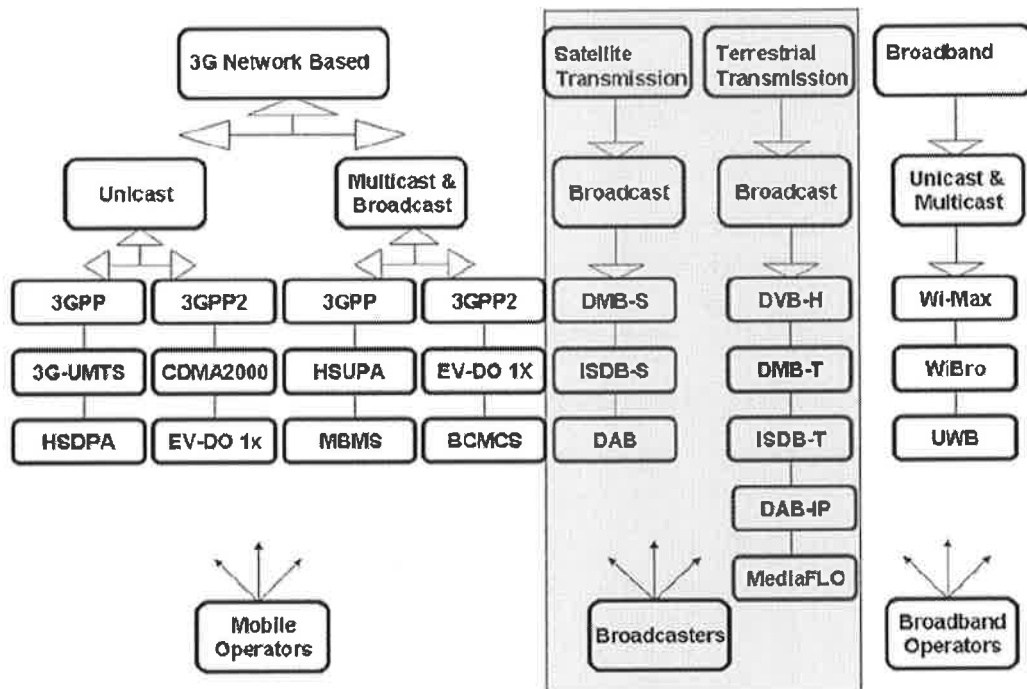 3G Network Based
Satellite
Transmission
Terrestrial
Transmission
Broadband
Unicast
Multicast &
Broadcast
Broadcast
Broadcast
Unicast &
Multicast
3GPP
3GPP2
3GPP
3GPP2
DMB-S
DVB-H
Wi-Max
3G-UMTS
CDMA2000
HSUPA
EV-DO 1X
ISDB-S
DMB-T
WiBro
HSDPA
EV-DO 1x
MBMS
BCMCS
DAB
ISDB-T
UWB
DAB-IP
MediaFLO
Mobile
Operators
Broadcasters
Broadband
Operators